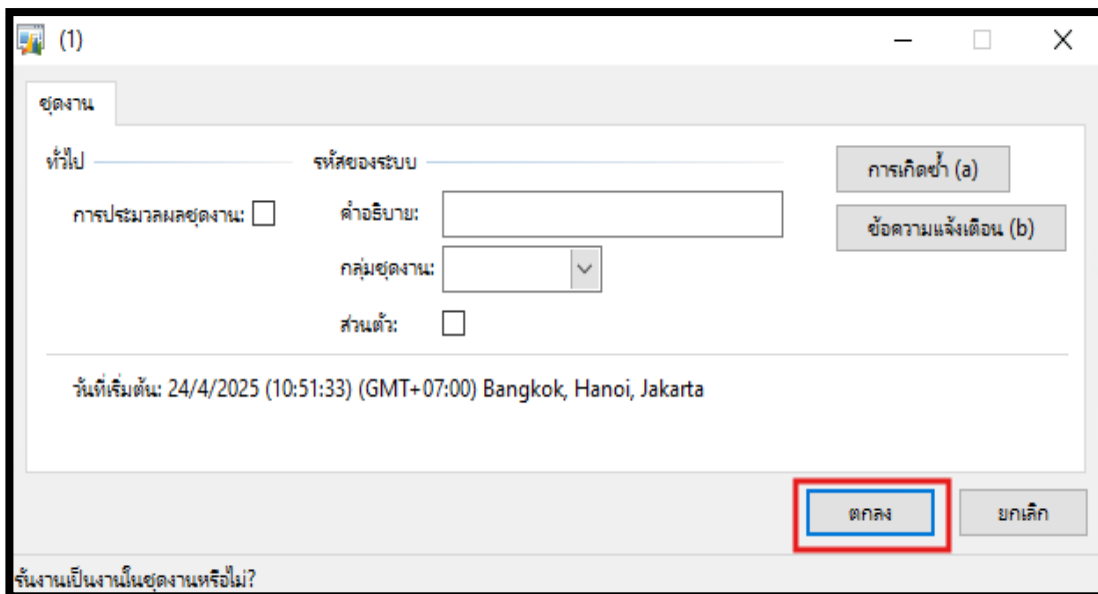 (1)
ชุดงาน
ทั่วไป
รหัสของระบบ
การเกิดซ้ำ (a)
การประมวลผลชุดงาน:
คำอธิบาย:
ข้อความแจ้งเตือน (b)
กลุ่มชุดงาน:
ส่วนตัว:
วันที่เริ่มต้น: 24/4/2025 (10:51:33) (GMT+07:00) Bangkok, Hanoi, Jakarta
ตกลง
ยกเลิก
รันงานเป็นงานในชุดงานหรือไม่?